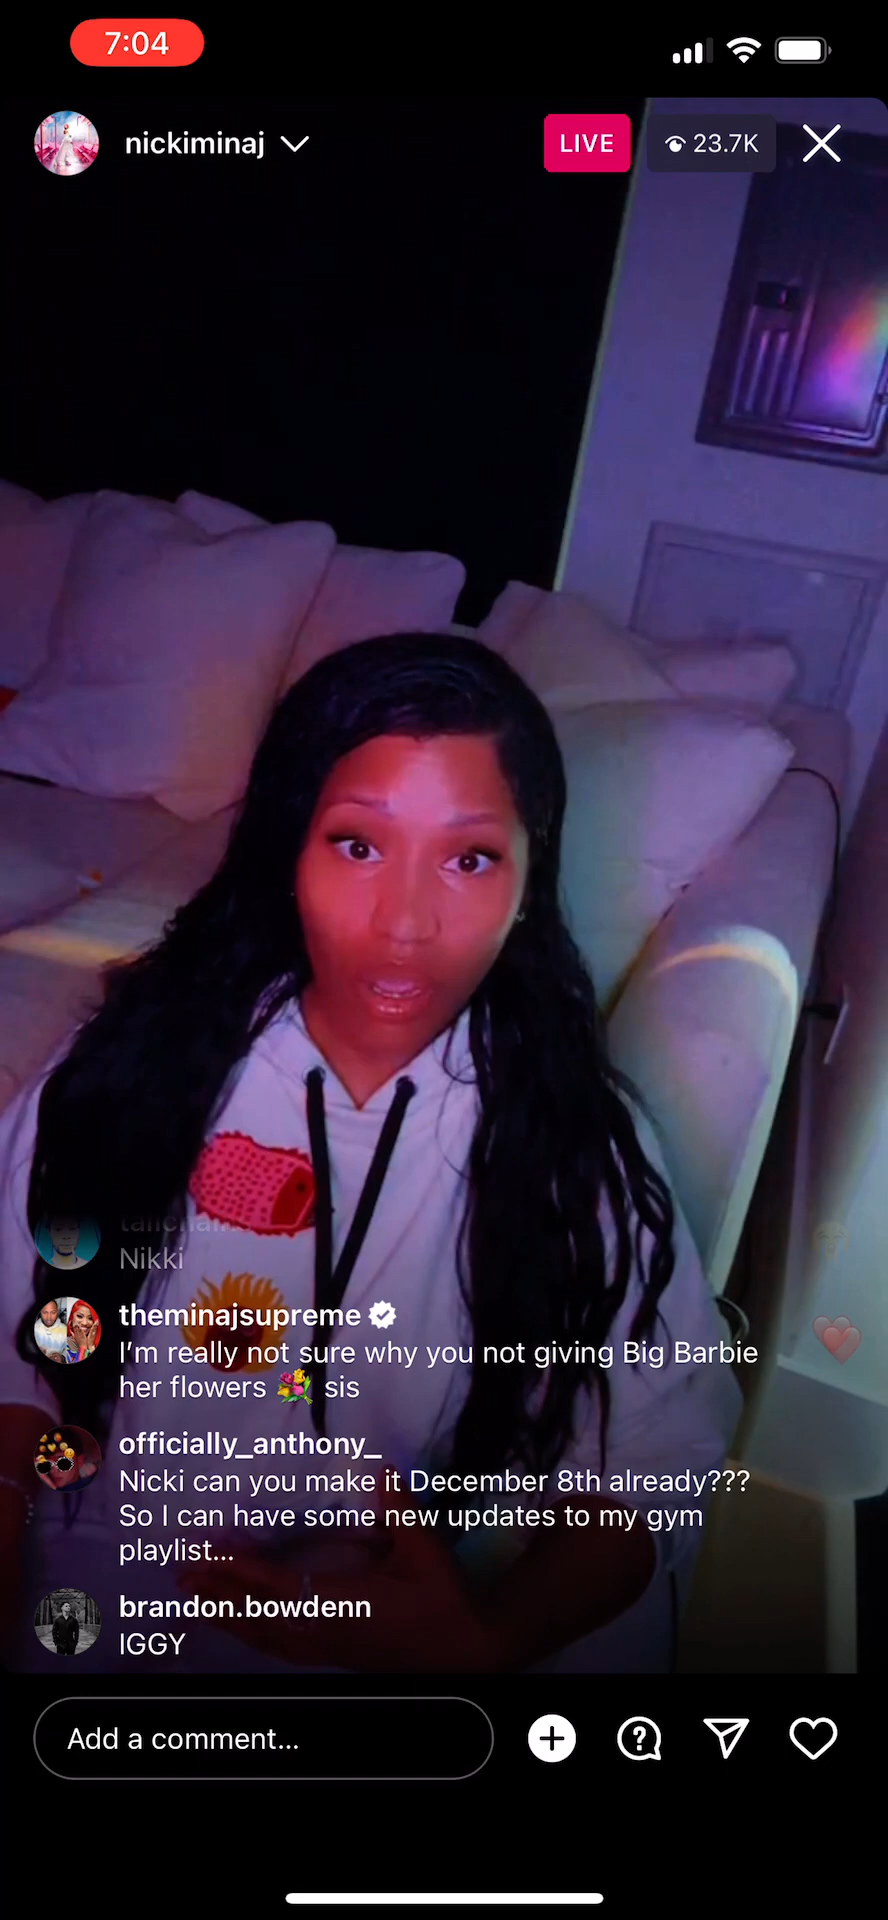 7:04
nickiminaj
LIVE
23.7K
Nikki
theminajsupreme
I’m really not sure why you not giving Big Barbie
her flowers 💐 sis
officially_anthony_
Nicki can you make it December 8th already???
So I can have some new updates to my gym
playlist...
brandon.bowdenn
IGGY
Add a comment...